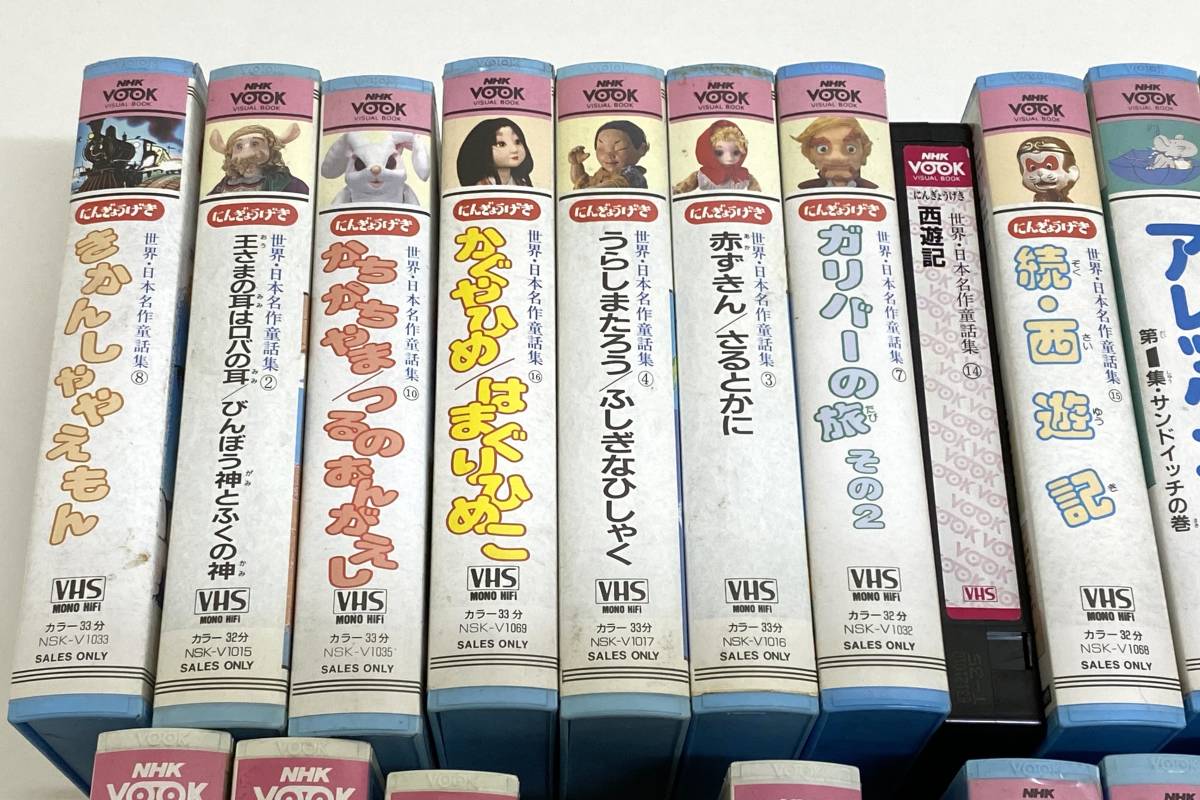 NHK
VOOK
VISUAL BOOK
にんぎょうげき
世界・日本名作童話集⑧
きかんしゃやえもん
VHS
MONO HiFi
カラー33分
NSK-V1033
SALES ONLY
NHK
VOOK
VISUAL BOOK
にんぎょうげき
世界・日本名作童話集②
王さまの耳はロバの耳/びんぼう神とふくの神
VHS
MONO HiFi
カラー32分
NSK-V1015
SALES ONLY
NHK
VOOK
VISUAL BOOK
にんぎょうげき
世界・日本名作童話集⑩
かちかちやま/つるのおんがえし
VHS
MONO HiFi
カラー33分
NSK-V1035
SALES ONLY
NHK
VOOK
VISUAL BOOK
にんぎょうげき
世界・日本名作童話集⑯
かぐやひめ/はまぐりひめひこ
VHS
MONO HiFi
カラー33分
NSK-V1069
SALES ONLY
NHK
VOOK
VISUAL BOOK
にんぎょうげき
世界・日本名作童話集④
うらしまたろう/ふしぎなひしゃく
VHS
MONO HiFi
カラー33分
NSK-V1017
SALES ONLY
NHK
VOOK
VISUAL BOOK
にんぎょうげき
世界・日本名作童話集③
赤ずきん/さるとかに
VHS
MONO HiFi
カラー33分
NSK-V1016
SALES ONLY
NHK
VOOK
VISUAL BOOK
にんぎょうげき
世界・日本名作童話集⑦
ガリバーの旅 その2
VHS
MONO HiFi
カラー32分
NSK-V1032
SALES ONLY
NHK
VOOK
VISUAL BOOK
にんぎょうげき
世界・日本名作童話集⑭
西遊記
VHS
NHK
VOOK
VISUAL BOOK
にんぎょうげき
世界・日本名作童話集⑮
続・西遊記
VHS
MONO HiFi
カラー32分
NSK-V1068
SALES ONLY
NHK
VOOK
VISUAL BOOK
第1集・サンドイッチの巻
NHK
VOOK
NHK
VOOK
NHK
NHK